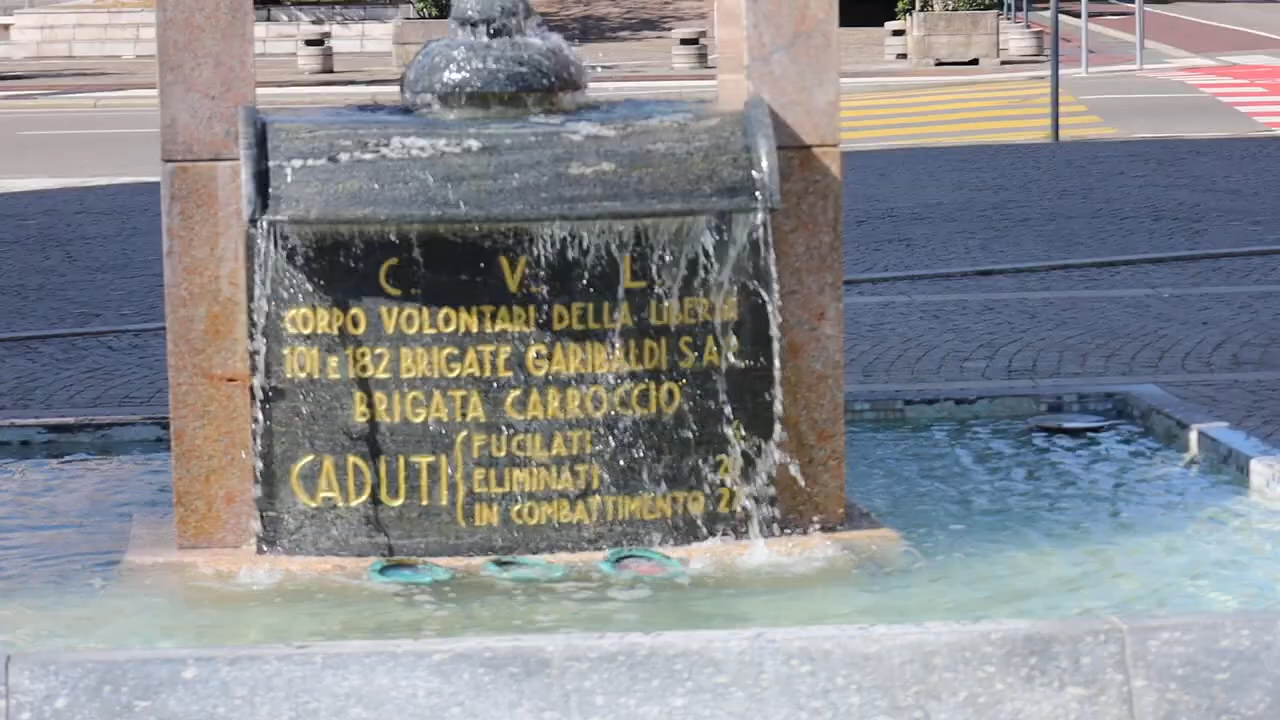 C. V. L.
CORPO VOLONTARI DELLA LIBERTÀ
101 E 182 BRIGATE GARIBALDI S.A.P.
BRIGATA CARROCCIO
CADUTI
FUCILATI
ELIMINATI
IN COMBATTIMENTO